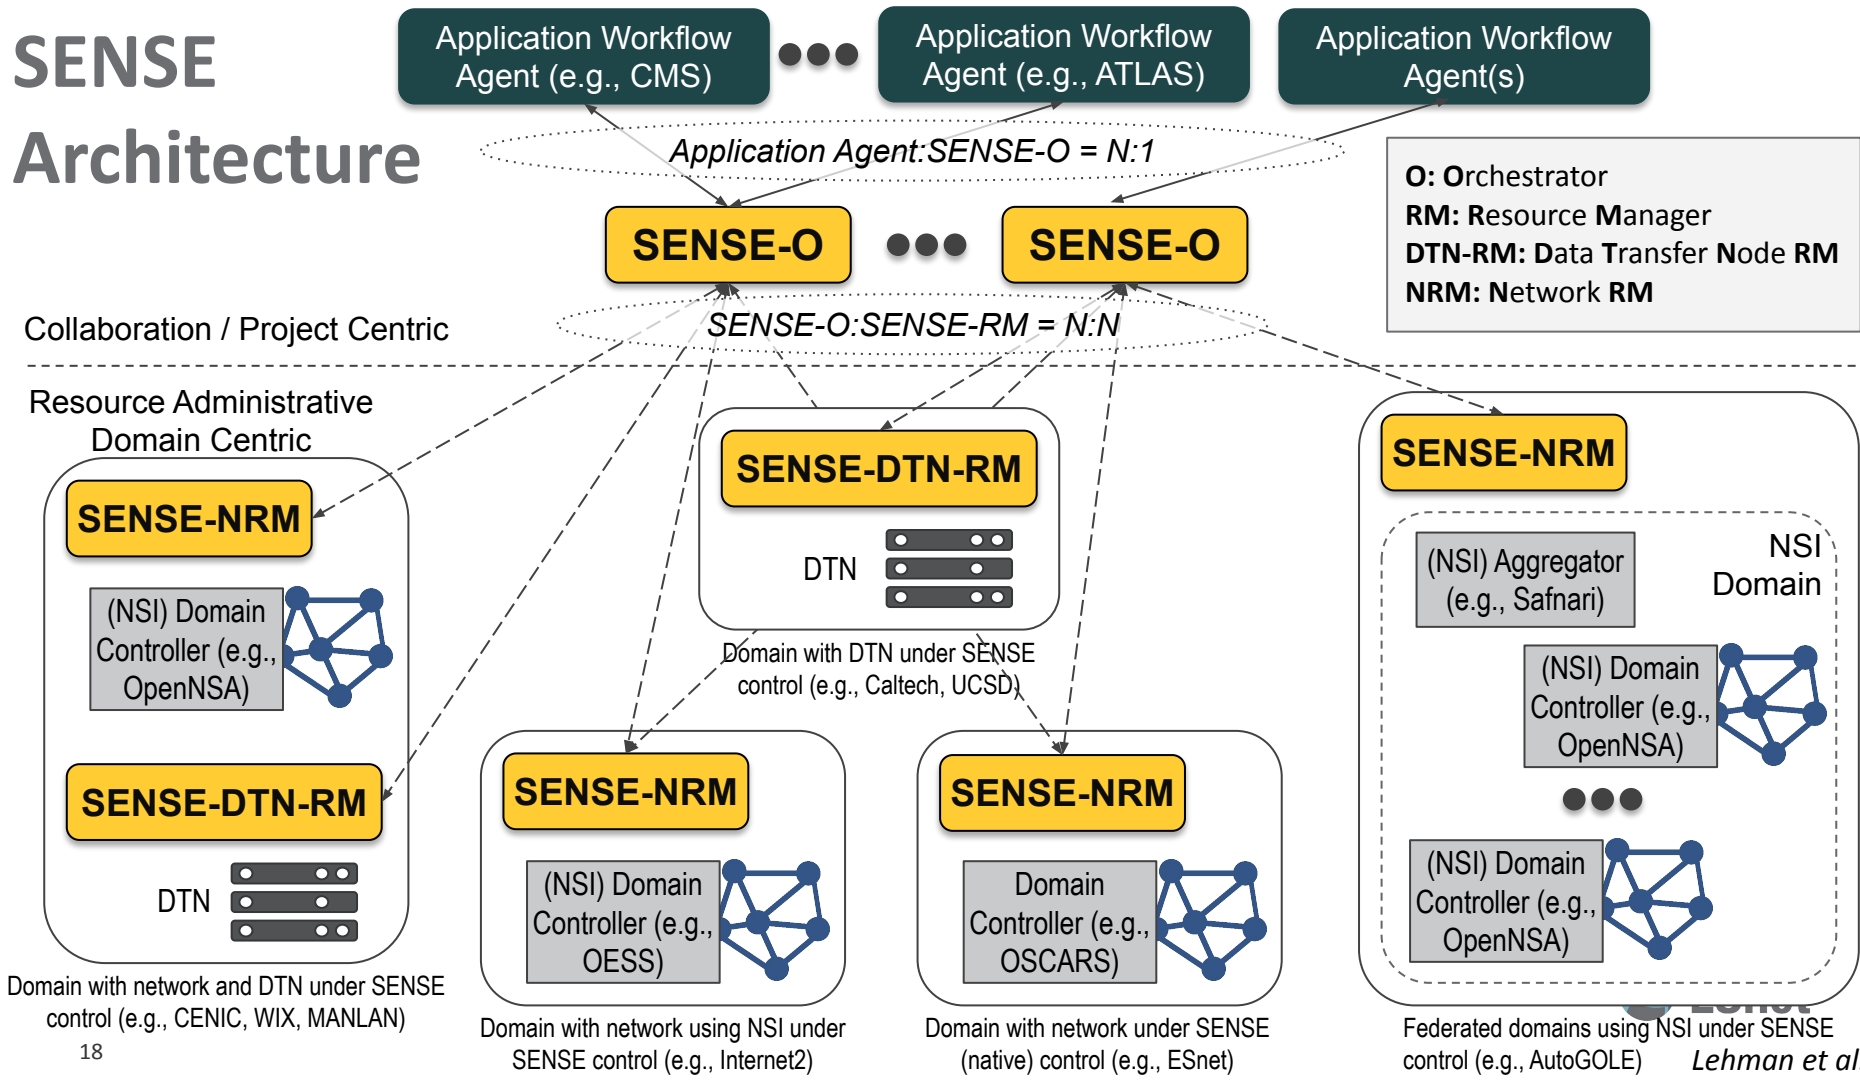 SENSE
Architecture
Application Workflow
Agent (e.g., CMS)
Application Workflow
Agent (e.g., ATLAS)
Application Workflow
Agent(s)
Application Agent:SENSE-O = N:1
O: Orchestrator
RM: Resource Manager
DTN-RM: Data Transfer Node RM
NRM: Network RM
SENSE-O
SENSE-O
SENSE-O:SENSE-RM = N:N
Collaboration / Project Centric
Resource Administrative
Domain Centric
SENSE-NRM
(NSI) Domain
Controller (e.g.,
OpenNSA)
SENSE-DTN-RM
DTN
Domain with network and DTN under SENSE
control (e.g., CENIC, WIX, MANLAN)
SENSE-DTN-RM
DTN
Domain with DTN under SENSE
control (e.g., Caltech, UCSD)
SENSE-NRM
(NSI) Domain
Controller (e.g.,
OESS)
Domain with network using NSI under
SENSE control (e.g., Internet2)
SENSE-NRM
Domain
Controller (e.g.,
OSCARS)
Domain with network under SENSE
(native) control (e.g., ESnet)
SENSE-NRM
NSI
Domain
(NSI) Aggregator
(e.g., Safnari)
(NSI) Domain
Controller (e.g.,
OpenNSA)
(NSI) Domain
Controller (e.g.,
OpenNSA)
Federated domains using NSI under SENSE
control (e.g., AutoGOLE)
Lehman et al.
18